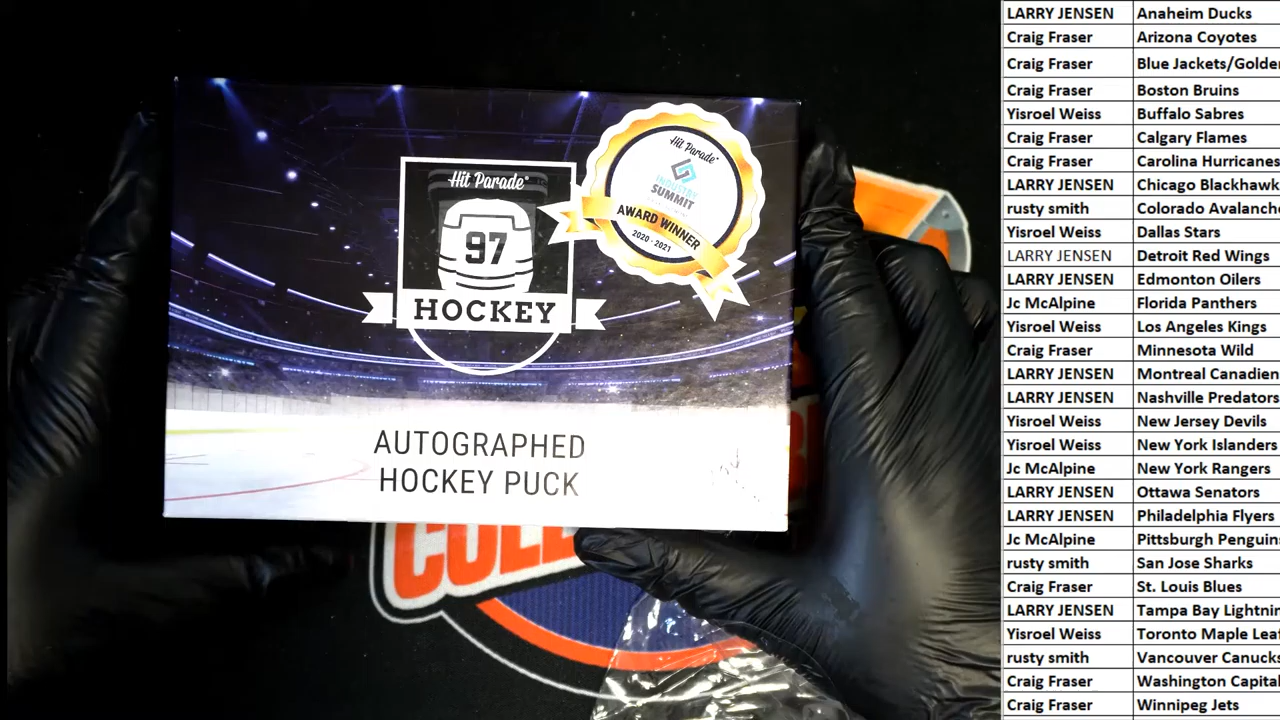 Hit Parade®
97
HOCKEY
Hit Parade®
INDUSTRY
SUMMIT
AWARD WINNER
2020 - 2021
AUTOGRAPHED
HOCKEY PUCK
LARRY JENSEN Anaheim Ducks
Craig Fraser Arizona Coyotes
Craig Fraser Blue Jackets/Golder
Craig Fraser Boston Bruins
Yisroel Weiss Buffalo Sabres
Craig Fraser Calgary Flames
Craig Fraser Carolina Hurricanes
LARRY JENSEN Chicago Blackhawk
rusty smith Colorado Avalanche
Yisroel Weiss Dallas Stars
LARRY JENSEN Detroit Red Wings
LARRY JENSEN Edmonton Oilers
Jc McAlpine Florida Panthers
Yisroel Weiss Los Angeles Kings
Craig Fraser Minnesota Wild
LARRY JENSEN Montreal Canadien
LARRY JENSEN Nashville Predators
Yisroel Weiss New Jersey Devils
Yisroel Weiss New York Islanders
Jc McAlpine New York Rangers
LARRY JENSEN Ottawa Senators
LARRY JENSEN Philadelphia Flyers
Jc McAlpine Pittsburgh Penguin
rusty smith San Jose Sharks
Craig Fraser St. Louis Blues
LARRY JENSEN Tampa Bay Lightnin
Yisroel Weiss Toronto Maple Lea
rusty smith Vancouver Canucks
Craig Fraser Washington Capital
Craig Fraser Winnipeg Jets